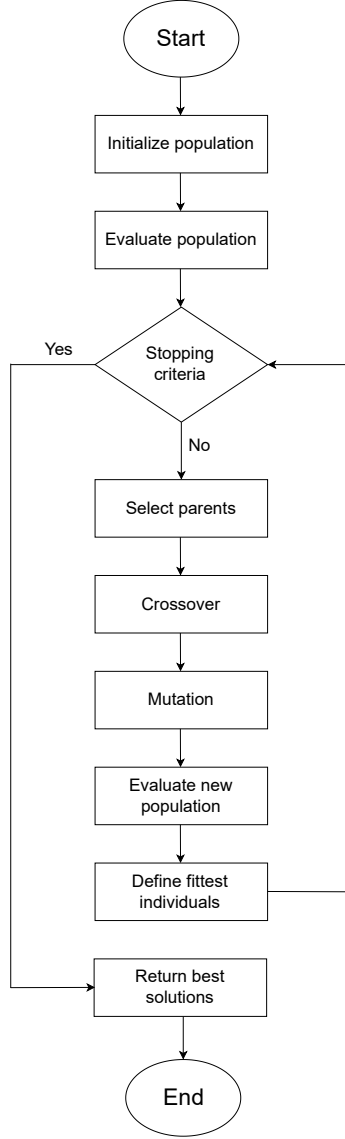 Start
Initialize population
Evaluate population
Yes
Stopping
criteria
No
Select parents
Crossover
Mutation
Evaluate new
population
Define fittest
individuals
Return best
solutions
End